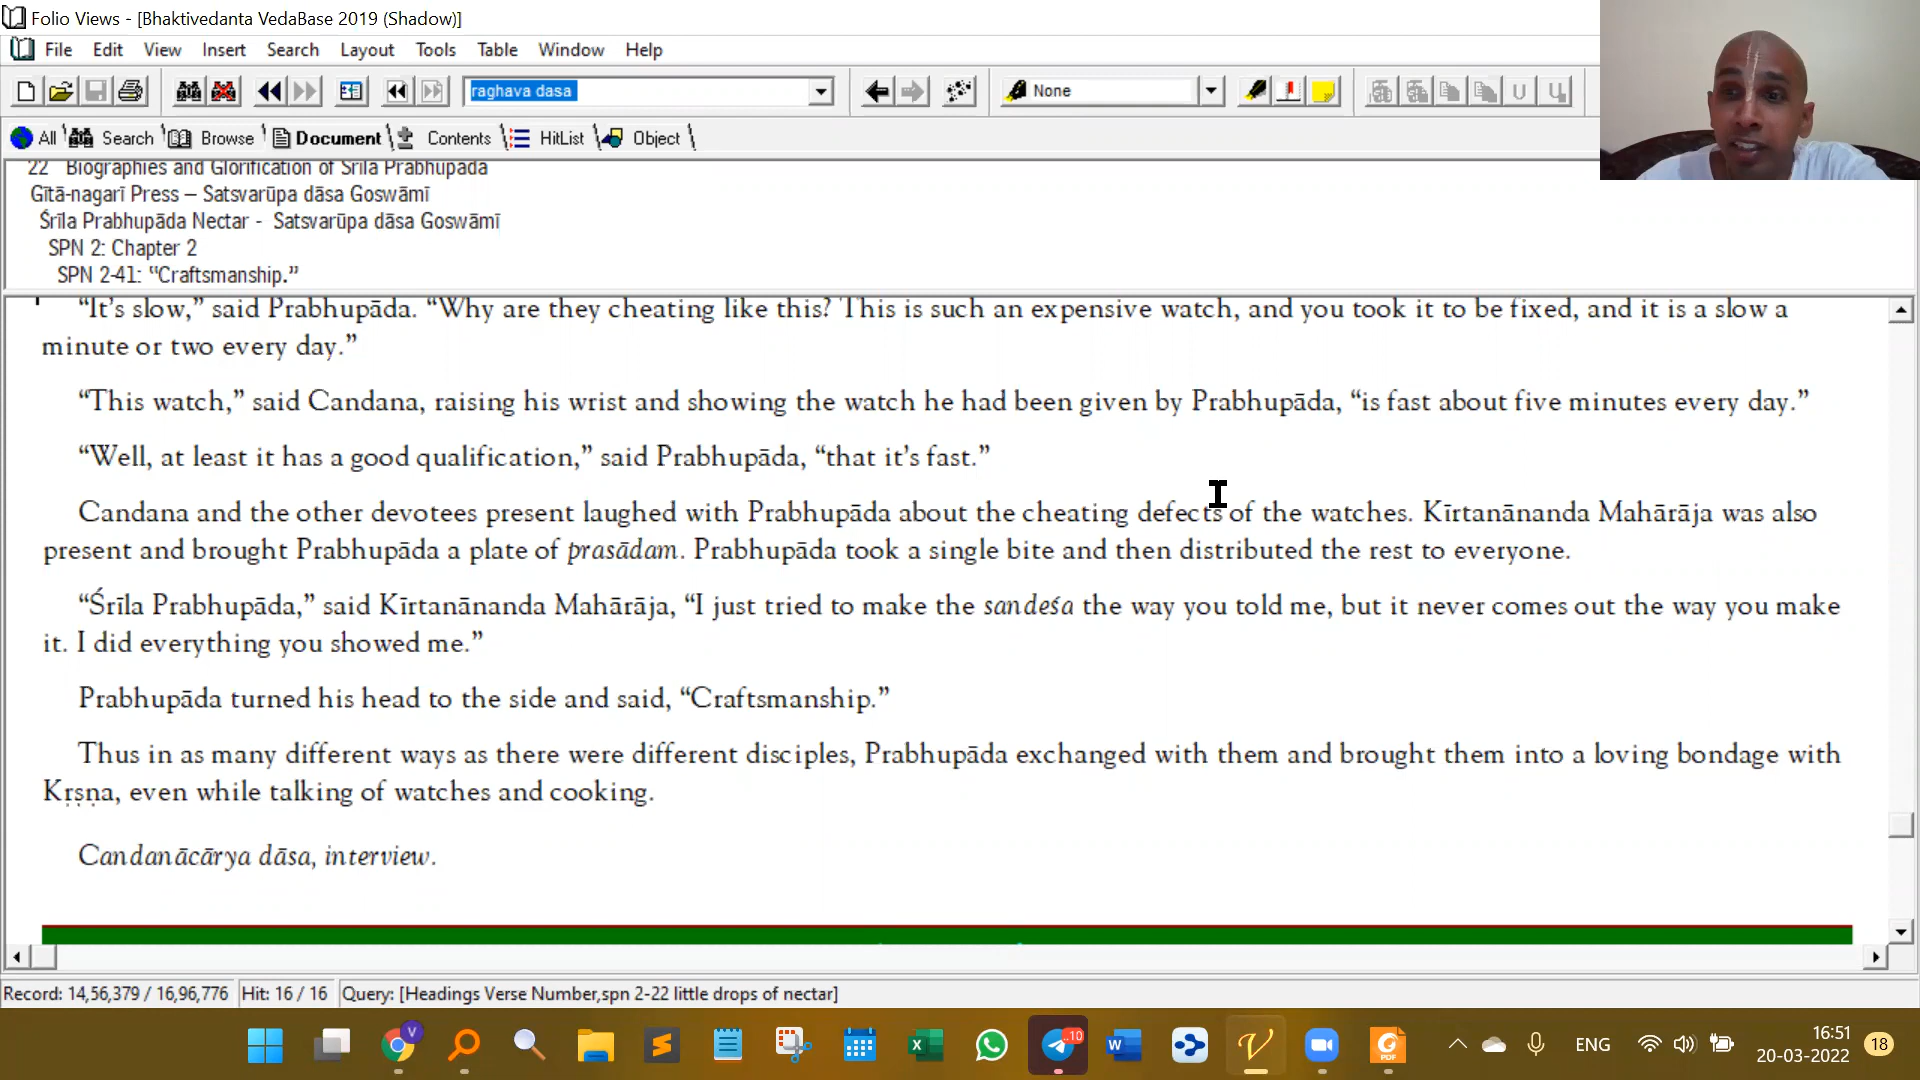 Folio Views - [Bhaktivedanta VedaBase 2019 (Shadow)]
File Edit View Insert Search Layout Tools Table Window Help
raghava dasa
None
All Search Browse Document Contents HitList Object
22 Biographies and Glorification of Śrīla Prabhupāda
Gītā-nagarī Press – Satsvarūpa dāsa Goswāmī
Śrīla Prabhupāda Nectar - Satsvarūpa dāsa Goswāmī
SPN 2: Chapter 2
SPN 2-41: "Craftsmanship."
“It’s slow,” said Prabhupāda. “Why are they cheating like this? This is such an expensive watch, and you took it to be fixed, and it is a slow a
minute or two every day.”
“This watch,” said Candana, raising his wrist and showing the watch he had been given by Prabhupāda, “is fast about five minutes every day.”
“Well, at least it has a good qualification,” said Prabhupāda, “that it’s fast.”
Candana and the other devotees present laughed with Prabhupāda about the cheating defects of the watches. Kīrtanānanda Mahārāja was also
present and brought Prabhupāda a plate of prasādam. Prabhupāda took a single bite and then distributed the rest to everyone.
“Śrīla Prabhupāda,” said Kīrtanānanda Mahārāja, “I just tried to make the sandeśa the way you told me, but it never comes out the way you make
it. I did everything you showed me.”
Prabhupāda turned his head to the side and said, “Craftsmanship.”
Thus in as many different ways as there were different disciples, Prabhupāda exchanged with them and brought them into a loving bondage with
Kṛṣṇa, even while talking of watches and cooking.
Candanācārya dāsa, interview.
Record: 14,56,379 / 16,96,776 Hit: 16 / 16 Query: [Headings Verse Number,spn 2-22 little drops of nectar]
V
..10
ENG
16:51
20-03-2022
18